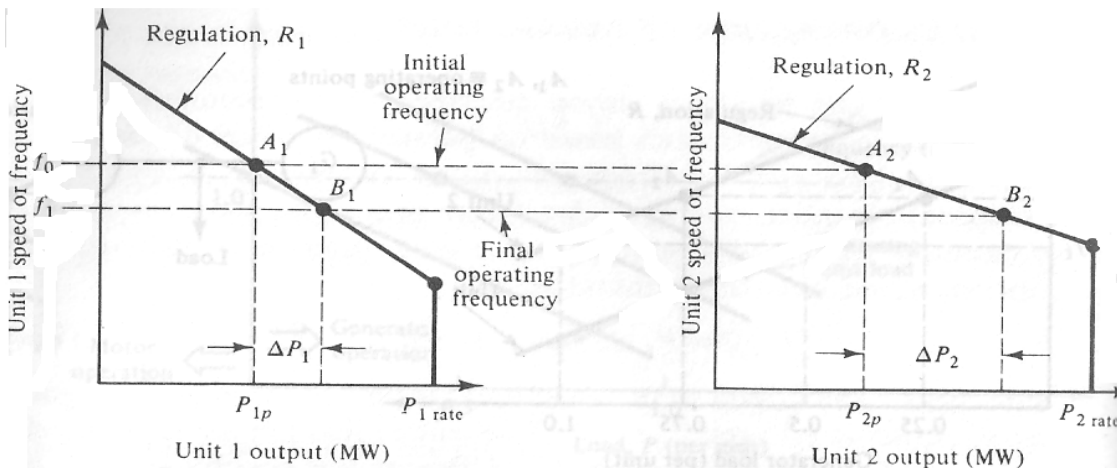 Regulation, R₁
Initial
operating
frequency
Unit 1 speed or frequency
f₀
f₁
A₁
B₁
Final
operating
frequency
ΔP₁
P₁ₚ
P₁ rate
Unit 1 output (MW)
Regulation, R₂
Unit 2 speed or frequency
A₂
B₂
ΔP₂
P₂ₚ
P₂ rate
Unit 2 output (MW)